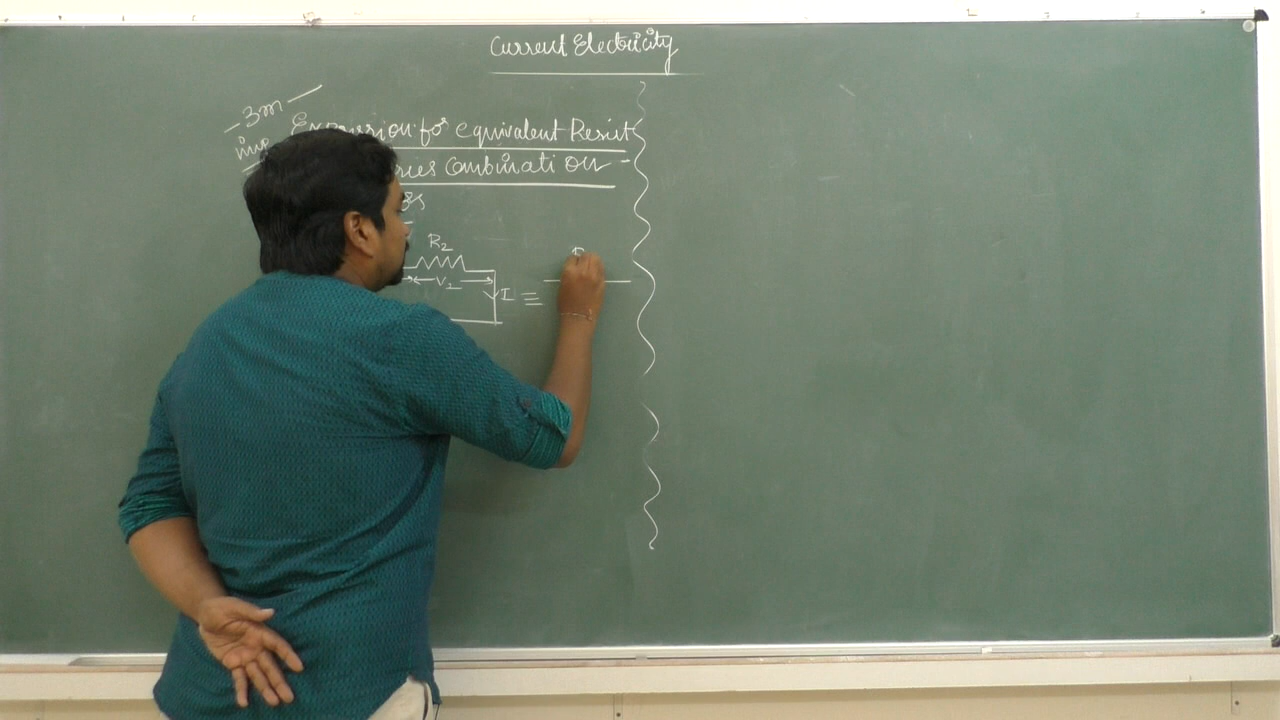 Current Electricity
3m
imp
Expression for equivalent Resist
ries Combination -
R2
V2
I ≡